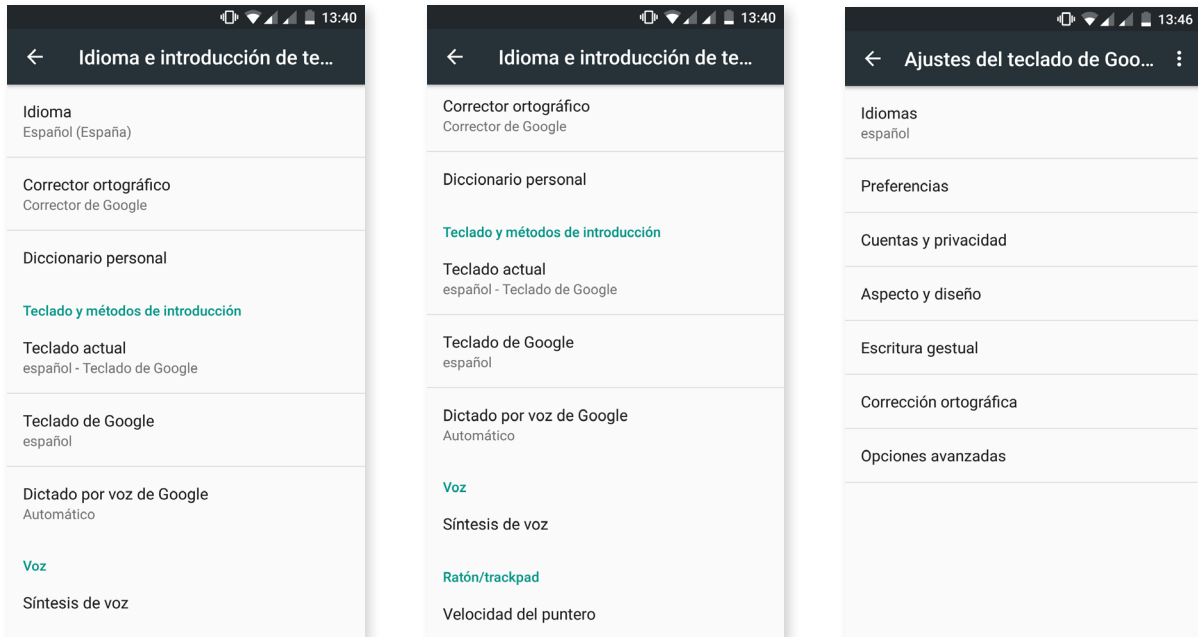 13:40
Idioma e introducción de te...
Idioma
Español (España)
Corrector ortográfico
Corrector de Google
Diccionario personal
Teclado y métodos de introducción
Teclado actual
español - Teclado de Google
Teclado de Google
español
Dictado por voz de Google
Automático
Voz
Síntesis de voz
13:40
Idioma e introducción de te...
Corrector ortográfico
Corrector de Google
Diccionario personal
Teclado y métodos de introducción
Teclado actual
español - Teclado de Google
Teclado de Google
español
Dictado por voz de Google
Automático
Voz
Síntesis de voz
Ratón/trackpad
Velocidad del puntero
13:46
Ajustes del teclado de Goo...
Idiomas
español
Preferencias
Cuentas y privacidad
Aspecto y diseño
Escritura gestual
Corrección ortográfica
Opciones avanzadas